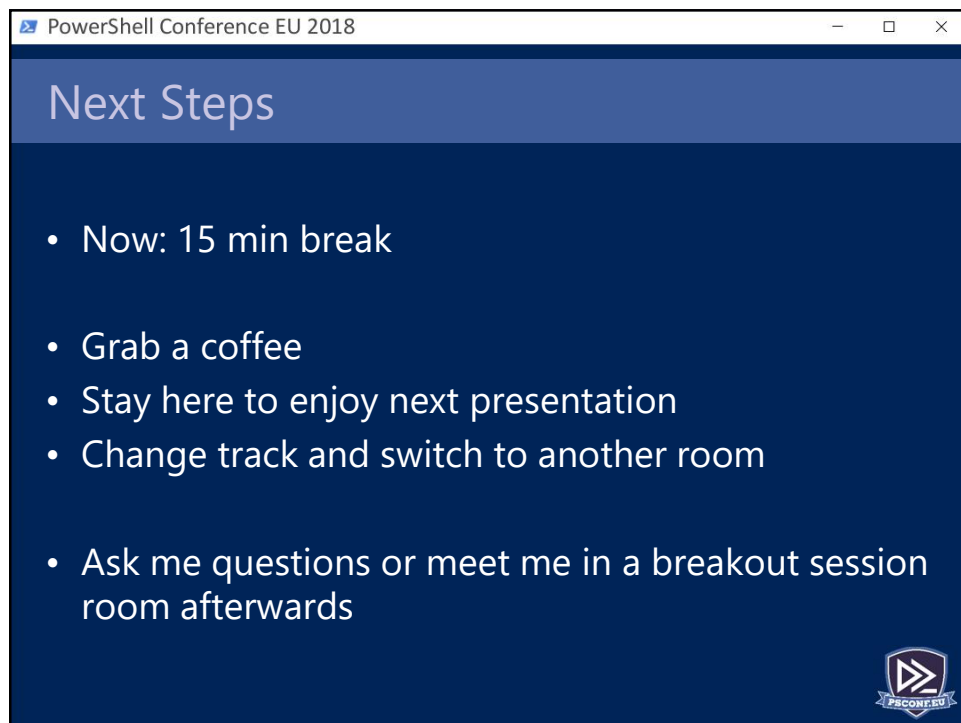 PowerShell Conference EU 2018
Next Steps
• Now: 15 min break
• Grab a coffee
• Stay here to enjoy next presentation
• Change track and switch to another room
• Ask me questions or meet me in a breakout session
room afterwards
PSCONF.EU